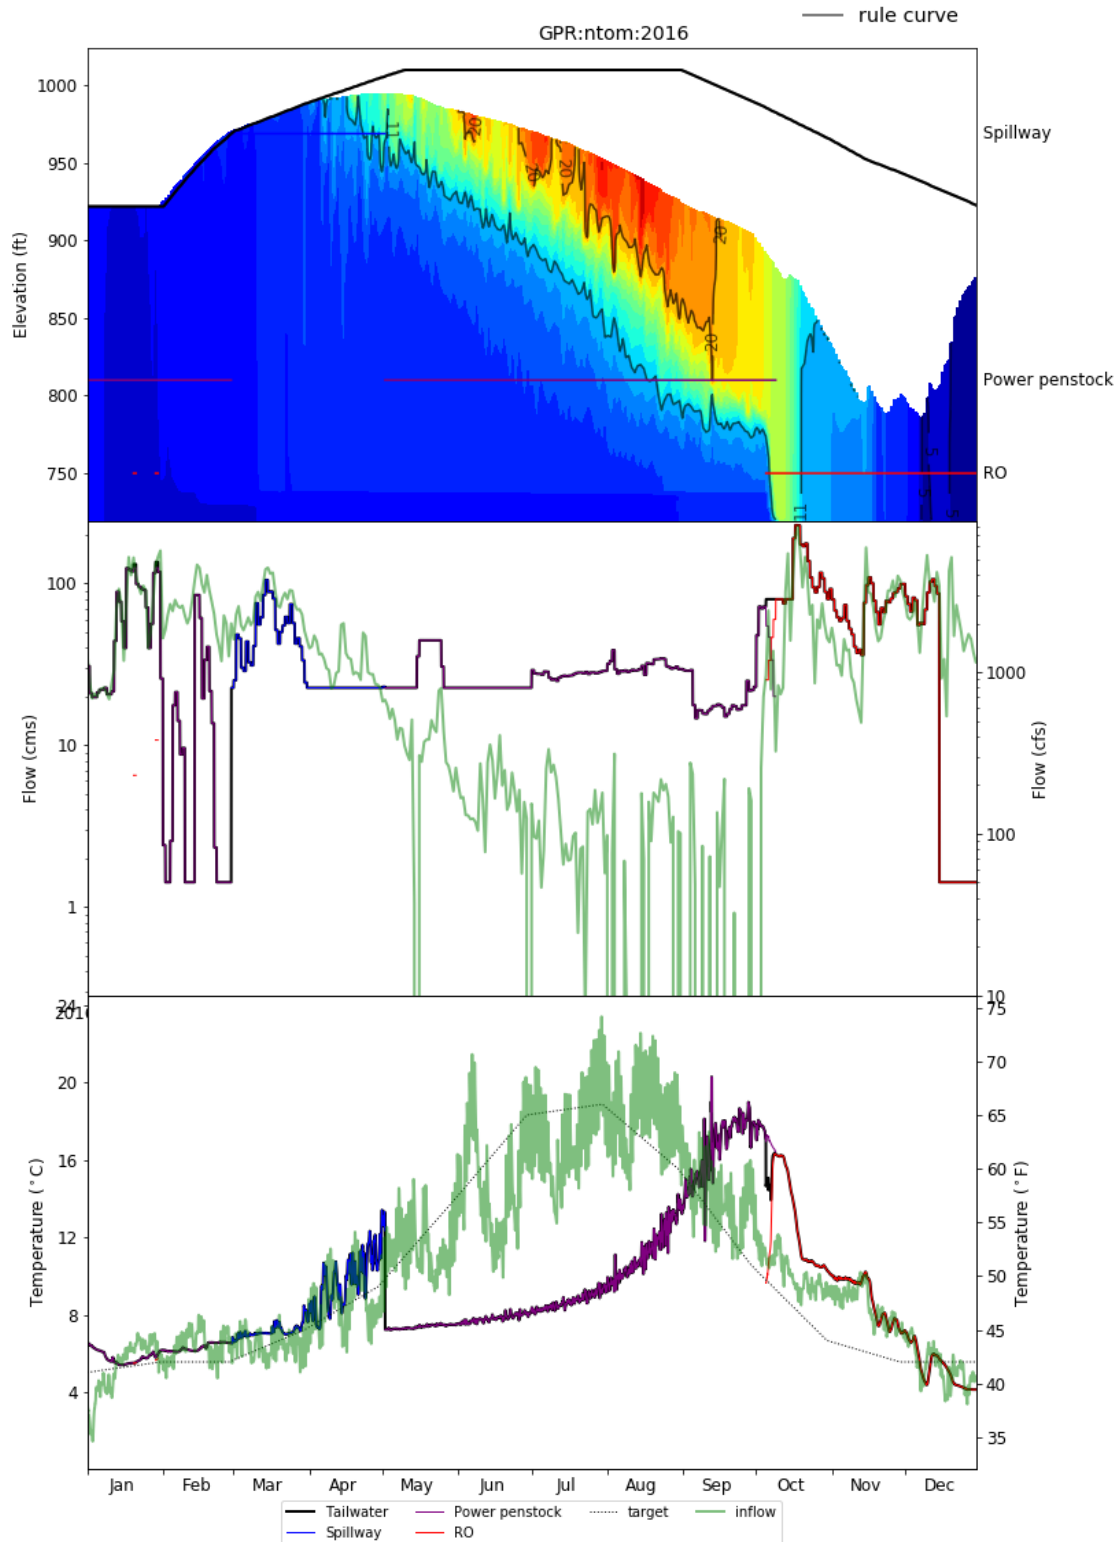 rule curve
GPR:ntom:2016
1000
950
900
850
800
750
Elevation (ft)
Spillway
Power penstock
RO
11
20
20
20
20
20
11
5
5
5
100
10
1
Flow (cms)
1000
100
10
Flow (cfs)
24
20
16
12
8
4
Temperature (°C)
75
70
65
60
55
50
45
40
35
Temperature (°F)
Jan Feb Mar Apr May Jun Jul Aug Sep Oct Nov Dec
Tailwater Power penstock target inflow
Spillway RO